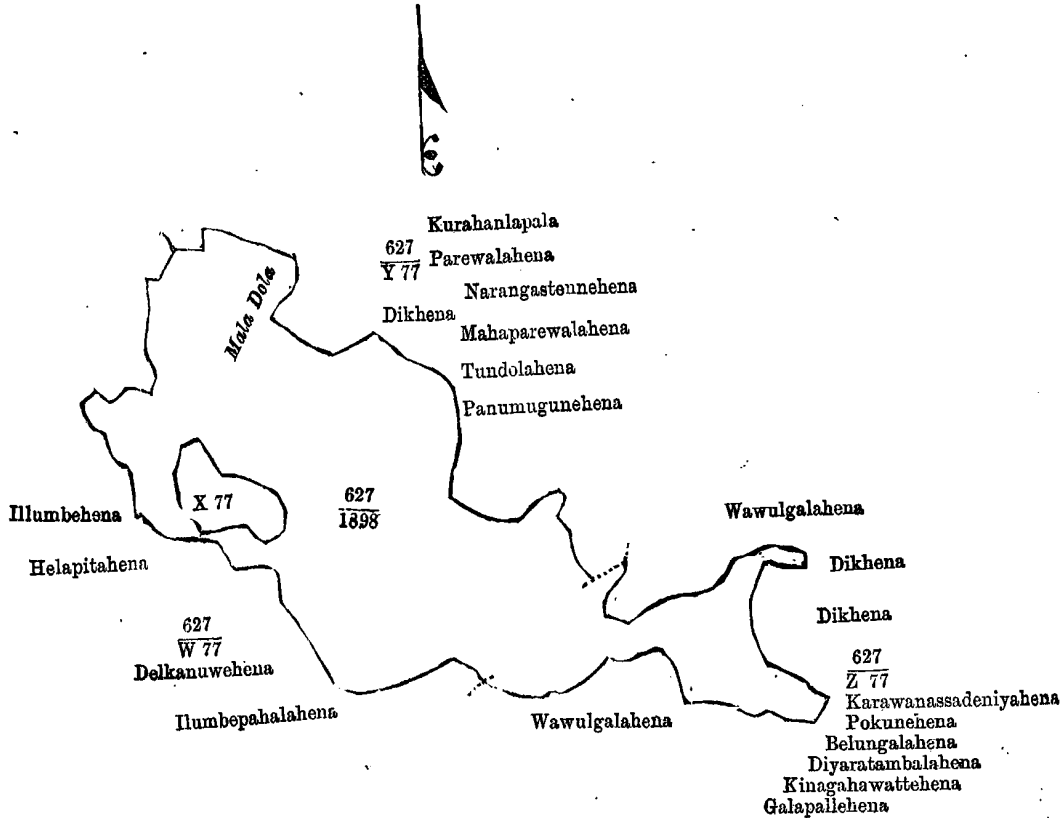 Kurahanlapala
627
Y 77
Parewalahena
Narangastennehena
Mala Dola
Dikhena
Mahaparewalahena
Tundolahena
Panumugunehena
X 77
627
1898
Illumbehena
Wawulgalahena
Helapitahena
Dikhena
Dikhena
627
W 77
Delkanuwehena
627
Z 77
Karawanassadeniyahena
Ilumbepahalahena
Wawulgalahena
Pokunehena
Belungalahena
Diyaratambalahena
Kinagahawattehena
Galapallehena